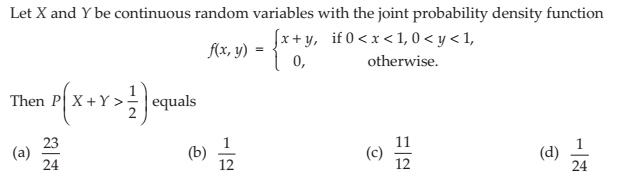 Let X and Y be continuous random variables with the joint probability density function
f(x, y) = { x + y, if 0 < x < 1, 0 < y < 1,
0, otherwise.
Then P(X + Y > 1/2) equals
(a) 23/24 (b) 1/12 (c) 11/12 (d) 1/24